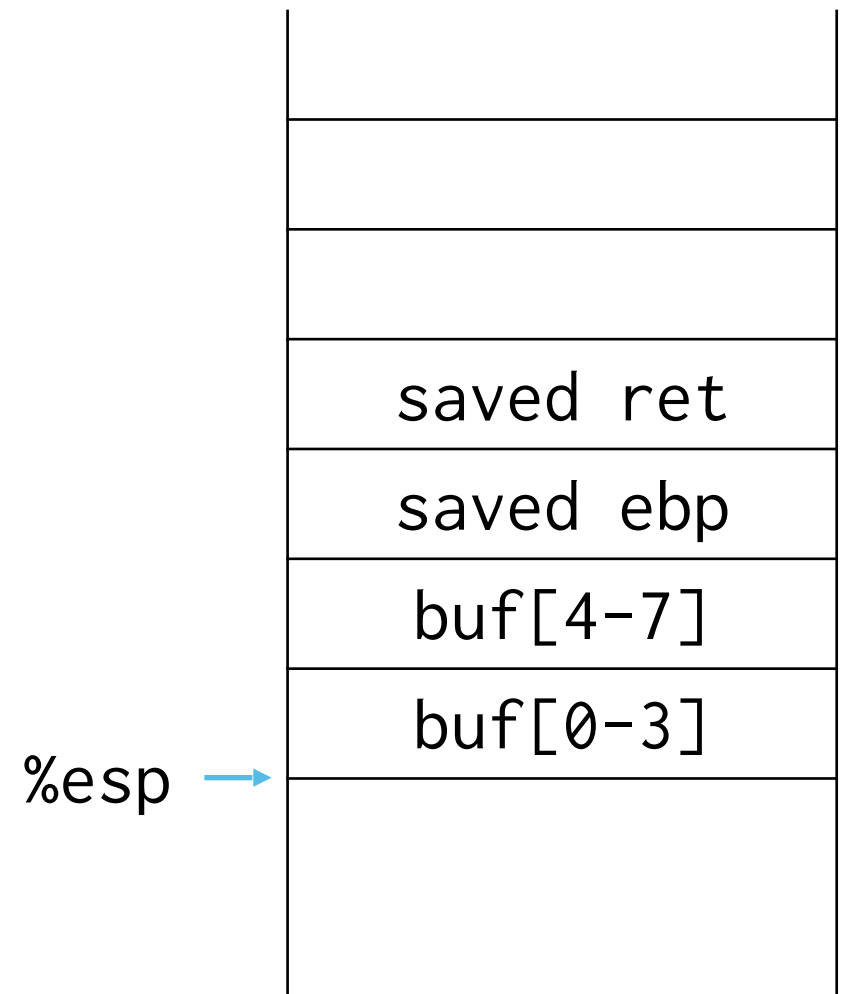 saved ret
saved ebp
buf[4-7]
buf[0-3]
%esp